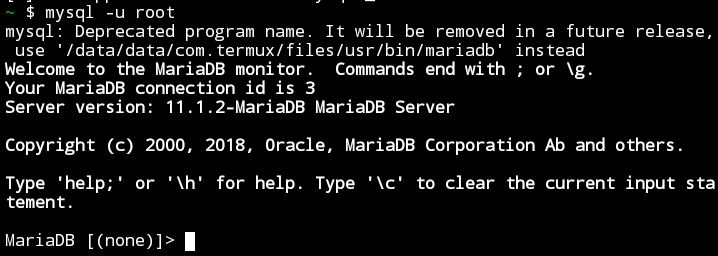 ~ $ mysql -u root
mysql: Deprecated program name. It will be removed in a future release,
 use '/data/data/com.termux/files/usr/bin/mariadb' instead
Welcome to the MariaDB monitor.  Commands end with ; or \g.
Your MariaDB connection id is 3
Server version: 11.1.2-MariaDB MariaDB Server

Copyright (c) 2000, 2018, Oracle, MariaDB Corporation Ab and others.

Type 'help;' or '\h' for help. Type '\c' to clear the current input sta
tement.

MariaDB [(none)]>